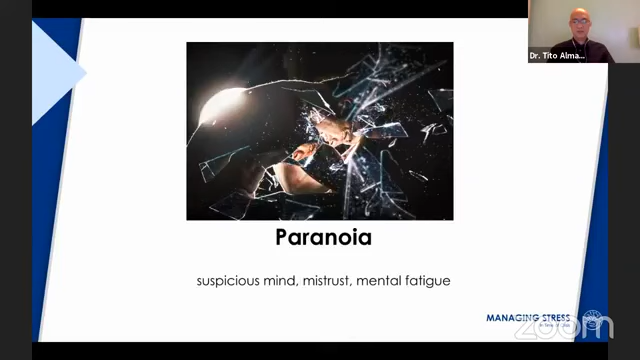 Dr. Tito Alma...
Paranoia
suspicious mind, mistrust, mental fatigue
MANAGING STRESS
zoom